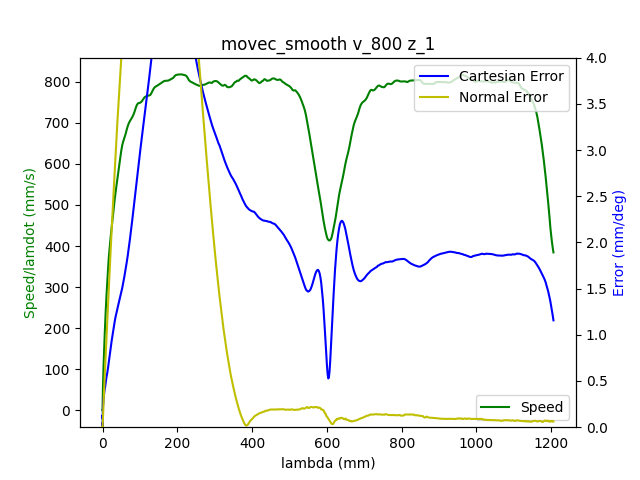 movec_smooth v_800 z_1
Cartesian Error
Normal Error
Speed
Speed/lamdot (mm/s)
800
700
600
500
400
300
200
100
0
4.0
3.5
3.0
2.5
2.0
1.5
1.0
0.5
0.0
Error (mm/deg)
0 200 400 600 800 1000 1200
lambda (mm)